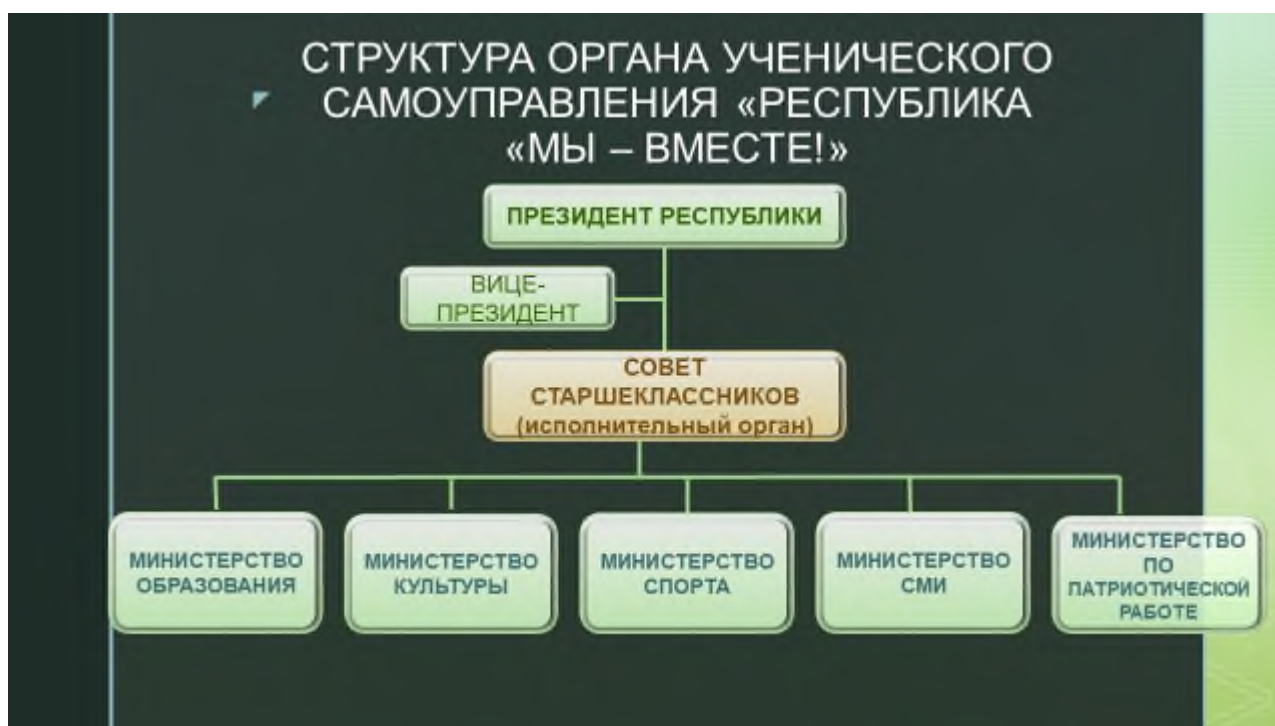 СТРУКТУРА ОРГАНА УЧЕНИЧЕСКОГО
САМОУПРАВЛЕНИЯ «РЕСПУБЛИКА
«МЫ – ВМЕСТЕ!»
ПРЕЗИДЕНТ РЕСПУБЛИКИ
ВИЦЕ-
ПРЕЗИДЕНТ
СОВЕТ
СТАРШЕКЛАССНИКОВ
(исполнительный орган)
МИНИСТЕРСТВО
ОБРАЗОВАНИЯ
МИНИСТЕРСТВО
КУЛЬТУРЫ
МИНИСТЕРСТВО
СПОРТА
МИНИСТЕРСТВО
СМИ
МИНИСТЕРСТВО
ПО
ПАТРИОТИЧЕСКОЙ
РАБОТЕ